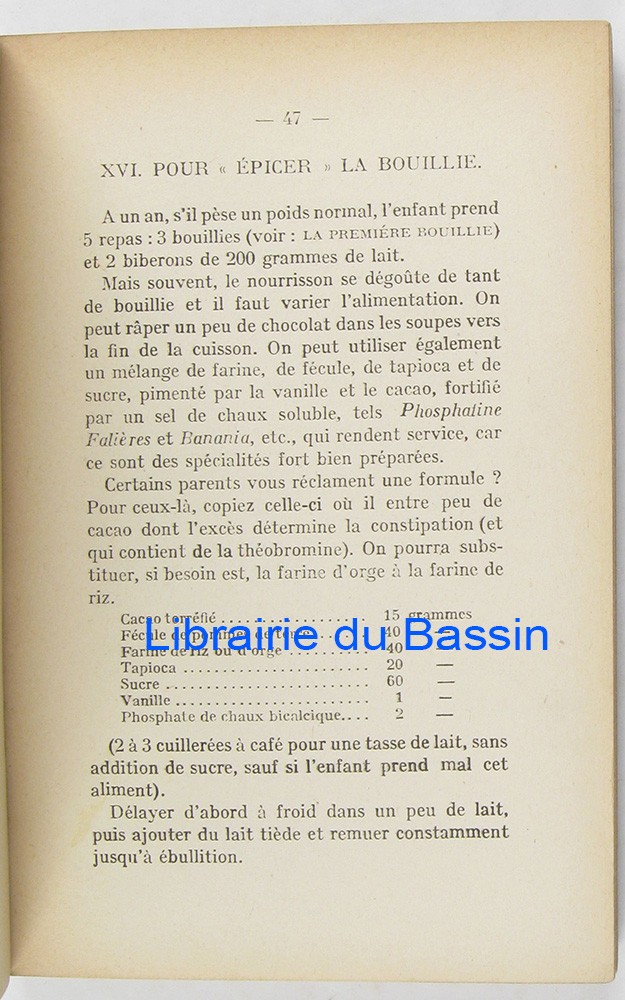 — 47 —
XVI. POUR « ÉPICER » LA BOUILLIE.
A un an, s'il pèse un poids normal, l'enfant prend
5 repas : 3 bouillies (voir : LA PREMIÉRE BOUILLIE)
et 2 biberons de 200 grammes de lait.
Mais souvent, le nourrisson se dégoûte de tant
de bouillie et il faut varier l'alimentation. On
peut râper un peu de chocolat dans les soupes vers
la fin de la cuisson. On peut utiliser également
un mélange de farine, de fécule, de tapioca et de
sucre, pimenté par la vanille et le cacao, fortifié
par un sel de chaux soluble, tels Phosphatine
Falières et Banania, etc., qui rendent service, car
ce sont des spécialités fort bien préparées.
Certains parents vous réclament une formule ?
Pour ceux-là, copiez celle-ci où il entre peu de
cacao dont l'excès détermine la constipation (et
qui contient de la théobromine). On pourra subs-
tituer, si besoin est, la farine d'orge à la farine de
riz.
Cacao torréfié .................. 15 grammes
Fécule de pommes de terre ...... 40 —
Farine de riz ou d'orge .......... 40 —
Tapioca ........................ 20 —
Sucre .......................... 60 —
Vanille ......................... 1 —
Phosphate de chaux bicalcique.... 2 —
Librairie du Bassin
(2 à 3 cuillerées à café pour une tasse de lait, sans
addition de sucre, sauf si l'enfant prend mal cet
aliment).
Délayer d'abord à froid dans un peu de lait,
puis ajouter du lait tiède et remuer constamment
jusqu'à ébullition.